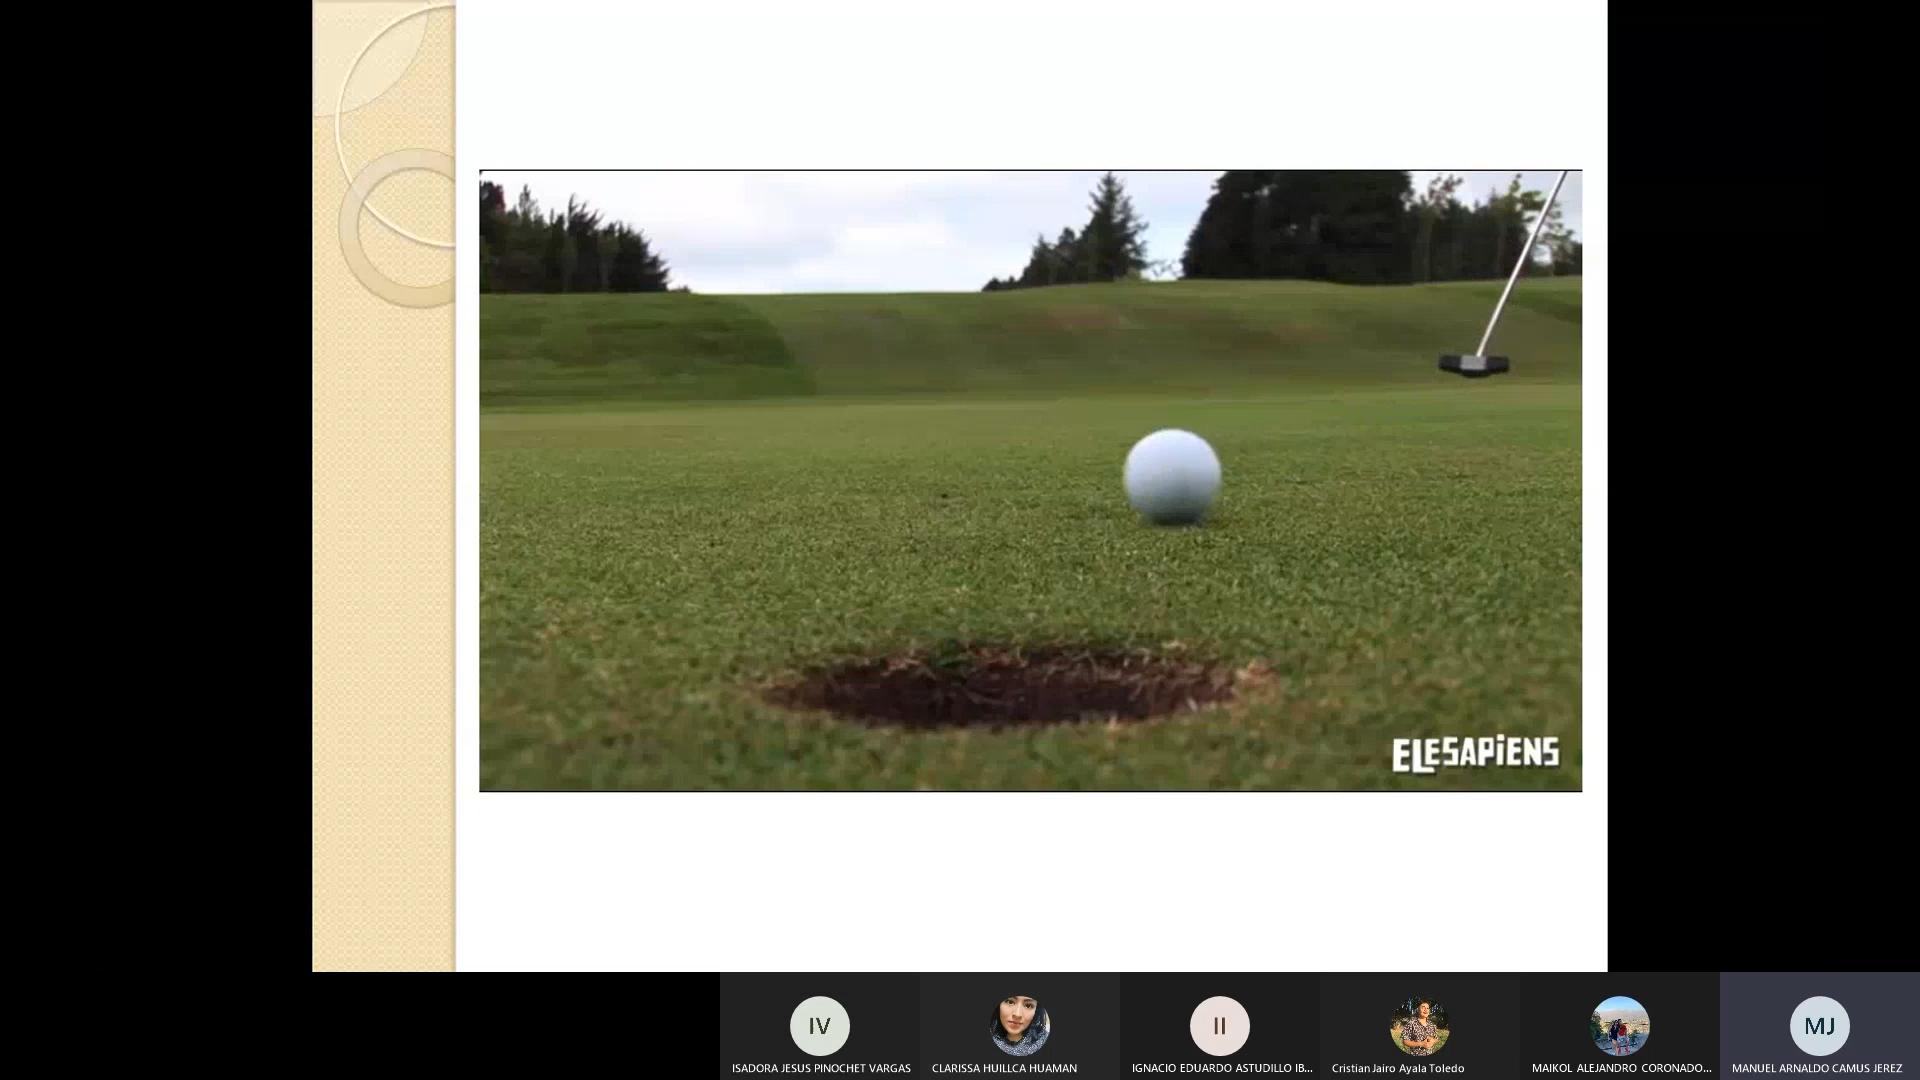 ELESAPiENS
IV
II
MJ
ISADORA JESUS PINOCHET VARGAS
CLARISSA HUILLCA HUAMAN
IGNACIO EDUARDO ASTUDILLO IB...
Cristian Jairo Ayala Toledo
MAIKOL ALEJANDRO CORONADO...
MANUEL ARNALDO CAMUS JEREZ